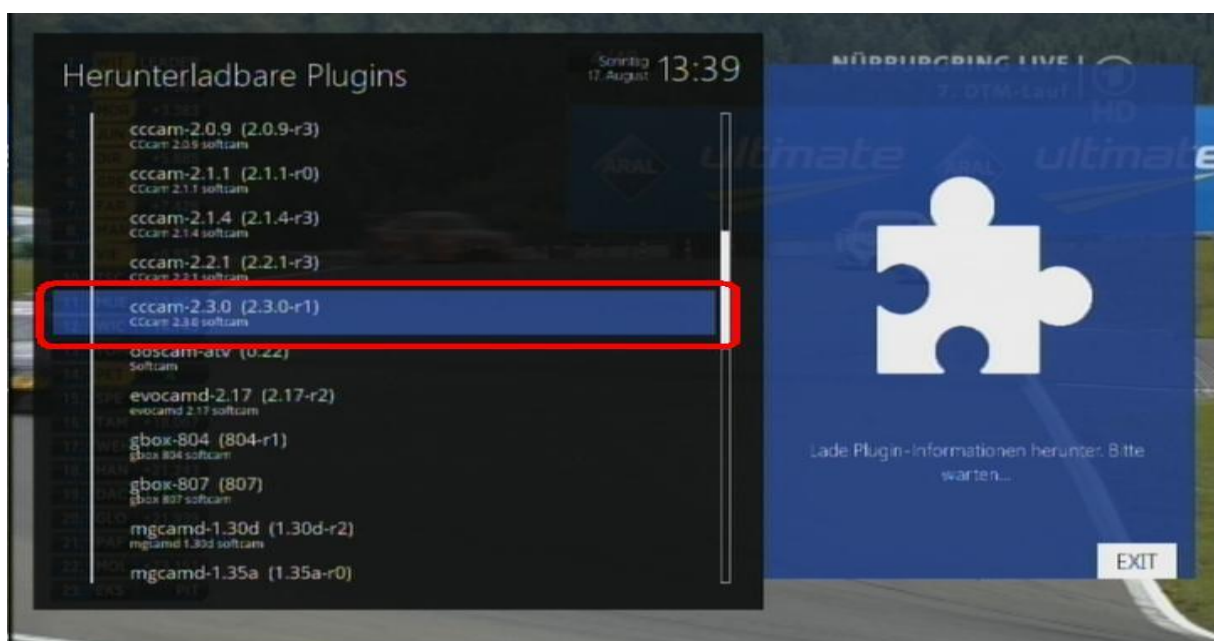 Herunterladbare Plugins
Sonntag
17. August
13:39
NÜRBURGRING LIVE
7. DTM-Lauf
HD
ARAL
ultimate
ultimate
cccam-2.0.9 (2.0.9-r3)
CCcam 2.0.9 softcam
cccam-2.1.1 (2.1.1-r0)
CCcam 2.1.1 softcam
cccam-2.1.4 (2.1.4-r3)
CCcam 2.1.4 softcam
cccam-2.2.1 (2.2.1-r3)
CCcam 2.2.1 softcam
cccam-2.3.0 (2.3.0-r1)
CCcam 2.3.0 softcam
ooscam-atv (0.22)
Softcam
evocamd-2.17 (2.17-r2)
evocamd 2.17 softcam
gbox-804 (804-r1)
gbox 804 softcam
gbox-807 (807)
gbox 807 softcam
mgcamd-1.30d (1.30d-r2)
mgcamd 1.30d softcam
mgcamd-1.35a (1.35a-r0)
Lade Plugin-Informationen herunter. Bitte
warten...
EXIT